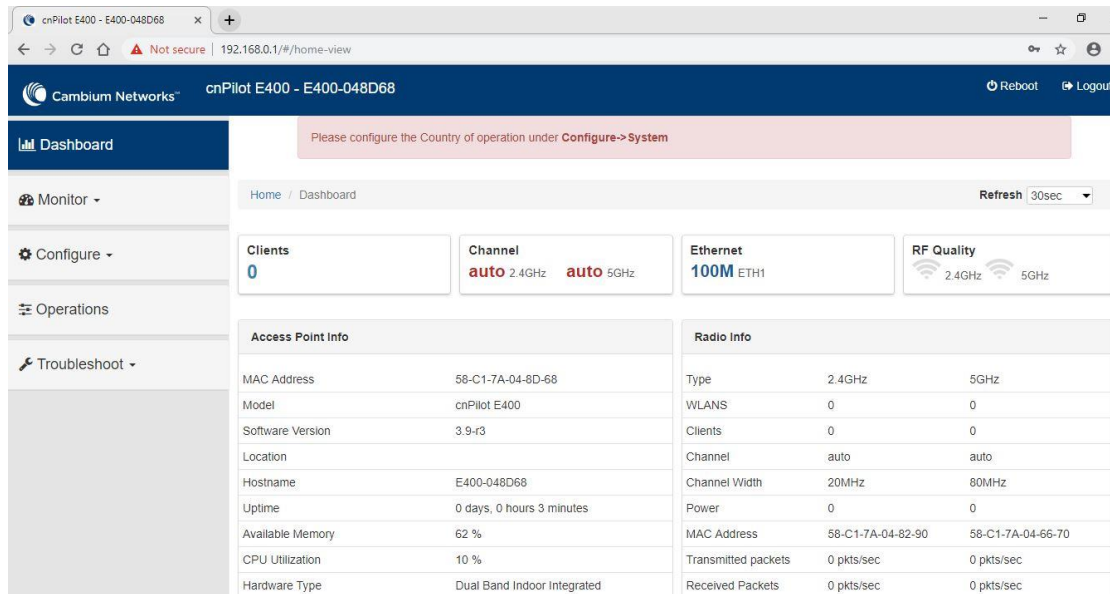 cnPilot E400 - E400-048D68
Not secure | 192.168.0.1/#/home-view
Cambium Networks™ cnPilot E400 - E400-048D68 Reboot Logout
Dashboard
Monitor
Configure
Operations
Troubleshoot
Please configure the Country of operation under Configure->System
Home / Dashboard Refresh 30sec
Clients Channel Ethernet RF Quality
0 auto 2.4GHz auto 5GHz 100M ETH1 2.4GHz 5GHz
Access Point Info
MAC Address 58-C1-7A-04-8D-68
Model cnPilot E400
Software Version 3.9-r3
Location
Hostname E400-048D68
Uptime 0 days, 0 hours 3 minutes
Available Memory 62 %
CPU Utilization 10 %
Hardware Type Dual Band Indoor Integrated
Radio Info
Type 2.4GHz 5GHz
WLANS 0 0
Clients 0 0
Channel auto auto
Channel Width 20MHz 80MHz
Power 0 0
MAC Address 58-C1-7A-04-82-90 58-C1-7A-04-66-70
Transmitted packets 0 pkts/sec 0 pkts/sec
Received Packets 0 pkts/sec 0 pkts/sec